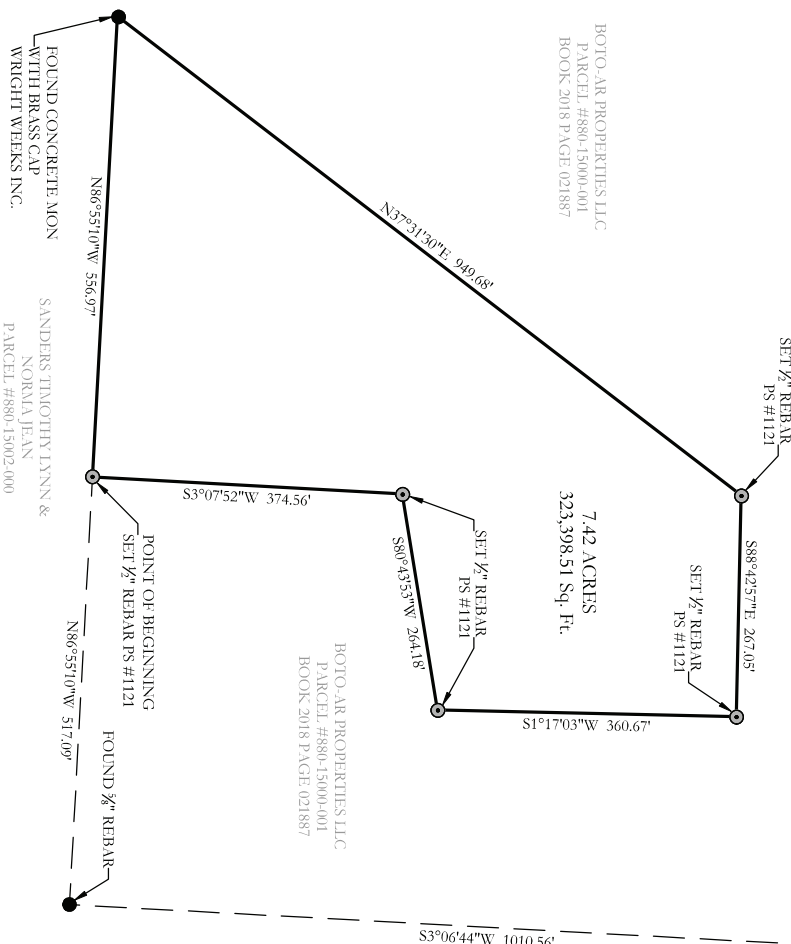 BOTO-AR PROPERTIES LLC
PARCEL #880-15000-001
BOOK 2018 PAGE 021887
FOUND CONCRETE MON
WITH BRASS CAP
WRIGHT WEEKS INC.
N37°31'30"E 949.68'
N86°55'10"W 556.97'
SET ½" REBAR
PS #1121
S88°42'57"E 267.05'
SET ½" REBAR
PS #1121
7.42 ACRES
323,398.51 Sq. Ft.
S1°17'03"W 360.67'
SET ½" REBAR
PS #1121
S80°43'53"W 264.18'
S3°07'52"W 374.56'
POINT OF BEGINNING
SET ½" REBAR PS #1121
SANDERS TIMOTHY LYNN &
NORMA JEAN
PARCEL #880-15002-000
BOTO-AR PROPERTIES LLC
PARCEL #880-15000-001
BOOK 2018 PAGE 021887
N86°55'10"W 517.09'
FOUND ⅝" REBAR
S3°06'44"W 1010.56'